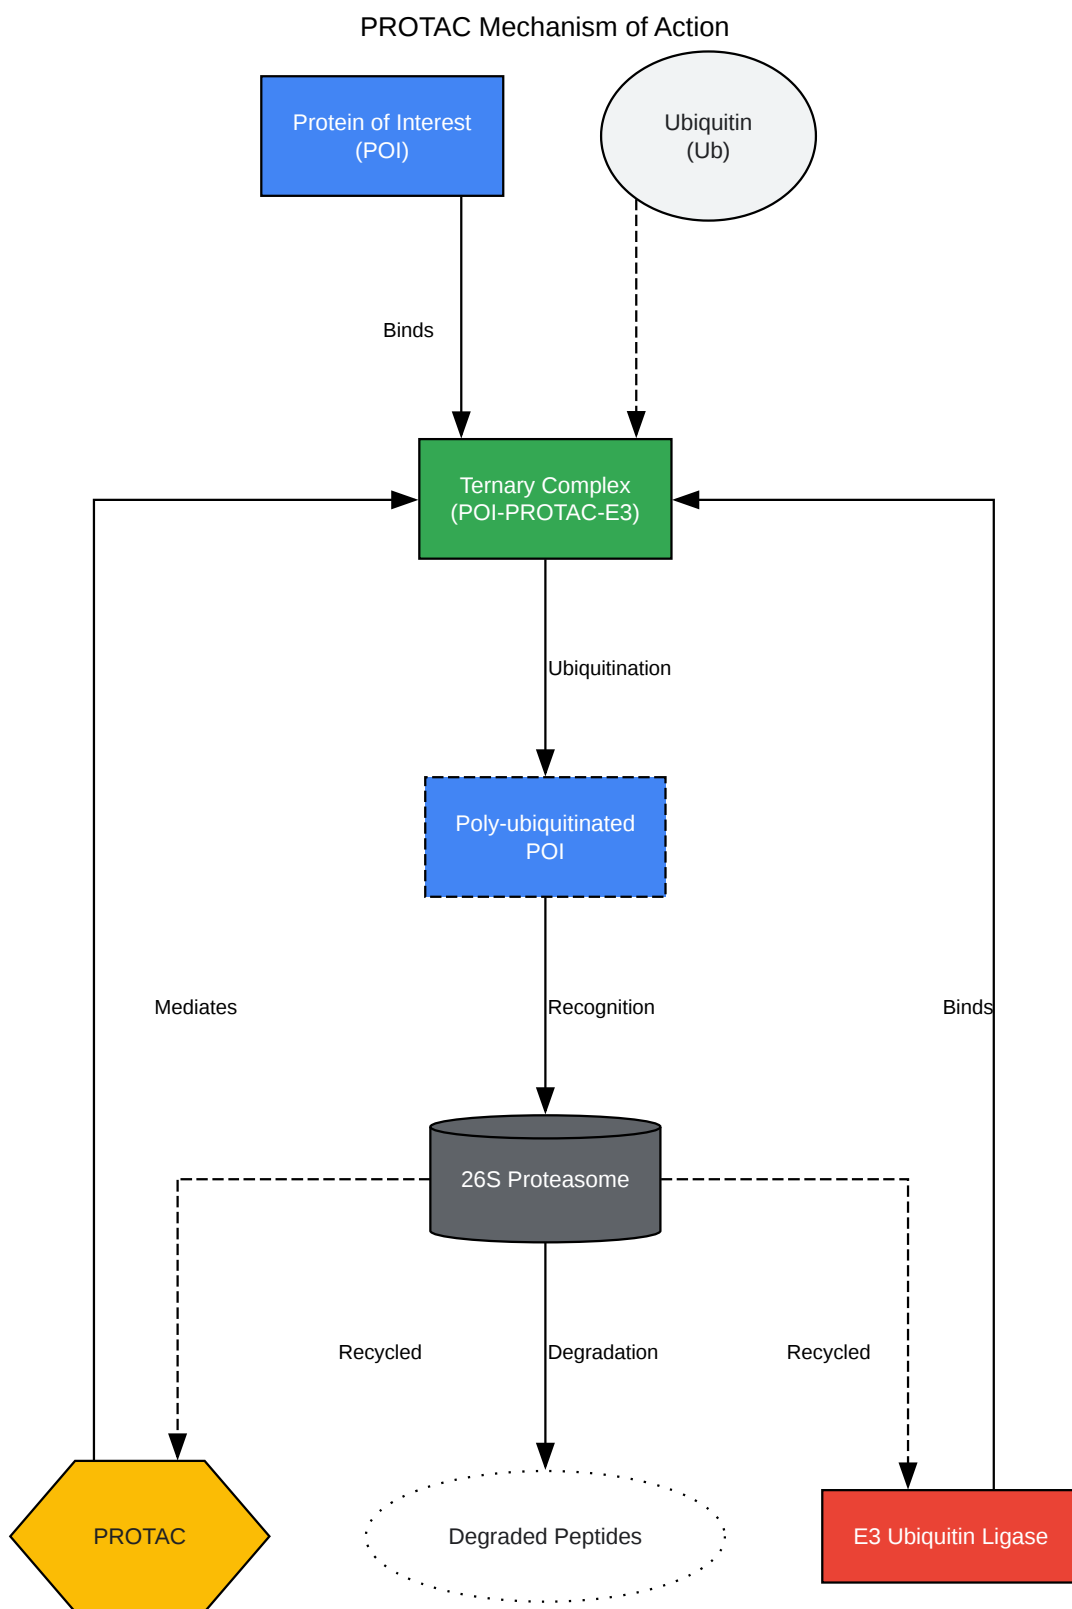 PROTAC Mechanism of Action
Protein of Interest
(POI)
Ubiquitin
(Ub)
Binds
Ternary Complex
(POI-PROTAC-E3)
Ubiquitination
Poly-ubiquitinated
POI
Mediates
Recognition
Binds
26S Proteasome
Recycled
Degradation
Recycled
PROTAC
Degraded Peptides
E3 Ubiquitin Ligase